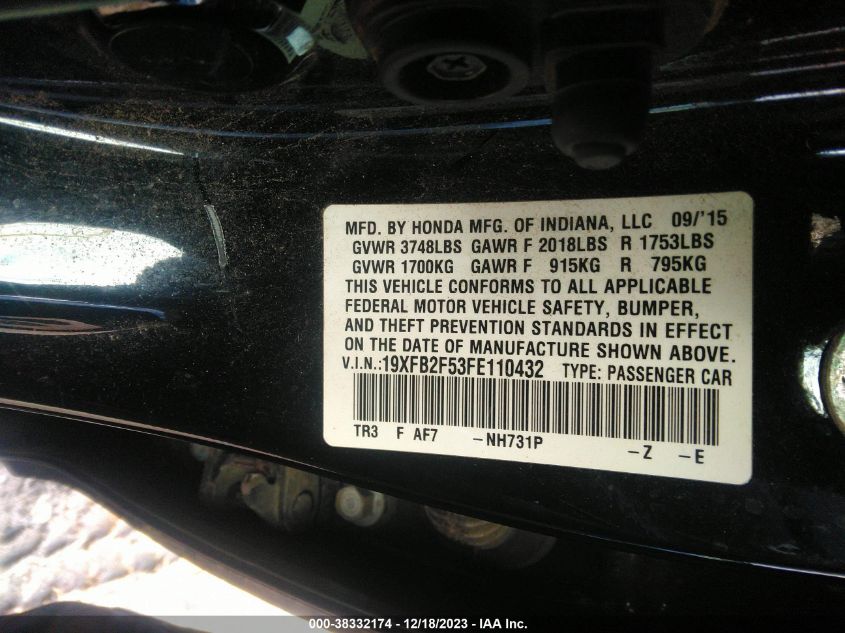 MFD. BY HONDA MFG. OF INDIANA, LLC 09/'15
GVWR 3748LBS GAWR F 2018LBS R 1753LBS
GVWR 1700KG GAWR F 915KG R 795KG
THIS VEHICLE CONFORMS TO ALL APPLICABLE
FEDERAL MOTOR VEHICLE SAFETY, BUMPER,
AND THEFT PREVENTION STANDARDS IN EFFECT
ON THE DATE OF MANUFACTURE SHOWN ABOVE.
V.I.N.: 19XFB2F53FE110432 TYPE: PASSENGER CAR
TR3 F AF7 -NH731P -Z -E
000-38332174 - 12/18/2023 - IAA Inc.